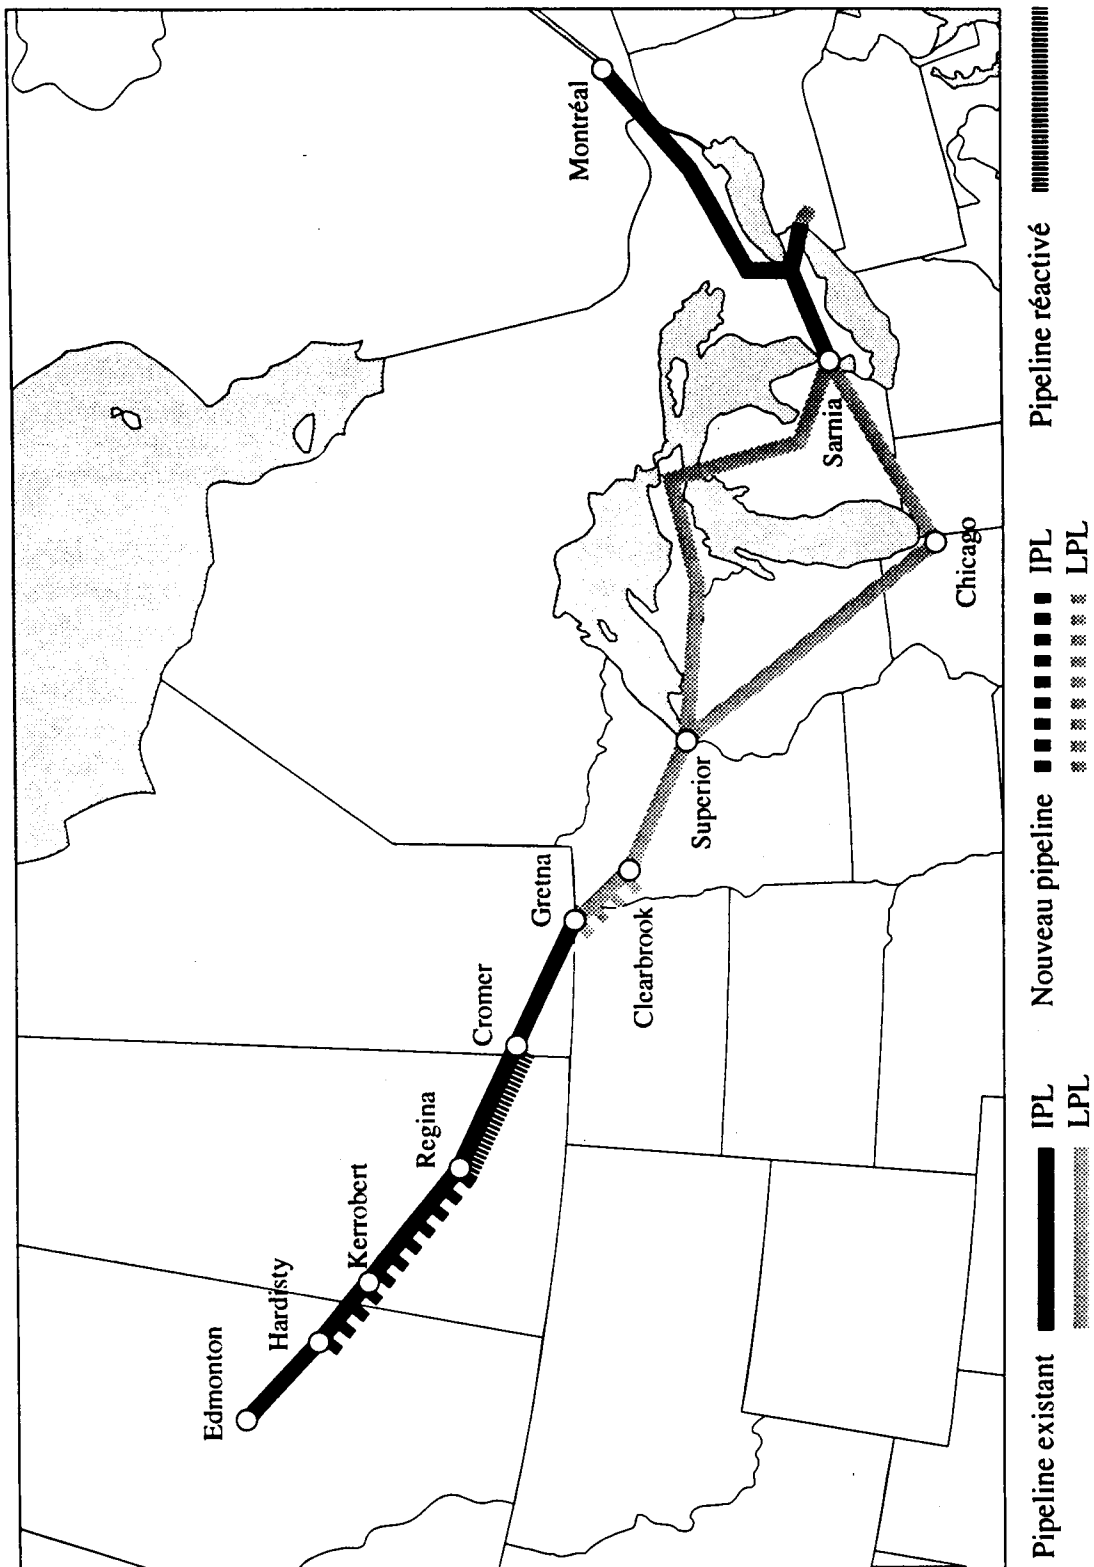 Edmonton
Hardisty
Kerrobert
Regina
Cromer
Gretna
Clearbrook
Superior
Chicago
Sarnia
Montréal
Pipeline existant IPL
LPL
Nouveau pipeline IPL
LPL
Pipeline réactivé